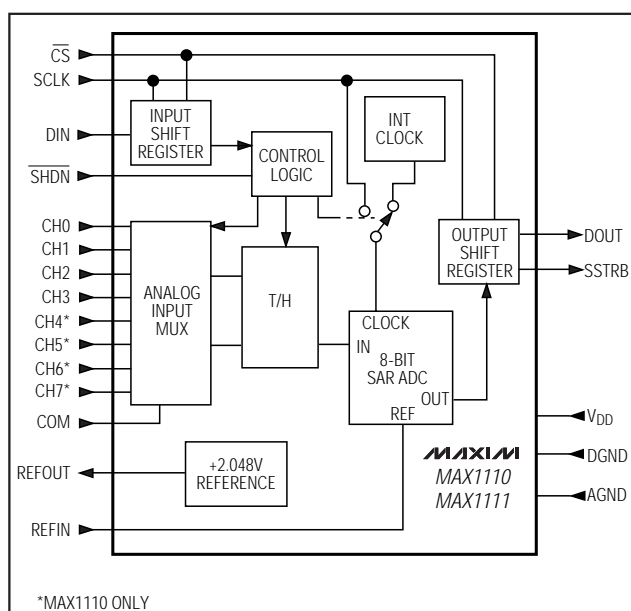 CS
SCLK
DIN
SHDN
CH0
CH1
CH2
CH3
CH4*
CH5*
CH6*
CH7*
COM
REFOUT
REFIN
INPUT
SHIFT
REGISTER
CONTROL
LOGIC
INT
CLOCK
ANALOG
INPUT
MUX
T/H
CLOCK
IN
8-BIT
SAR ADC
OUT
REF
OUTPUT
SHIFT
REGISTER
DOUT
SSTRB
+2.048V
REFERENCE
MAXIM
MAX1110
MAX1111
VDD
DGND
AGND
*MAX1110 ONLY